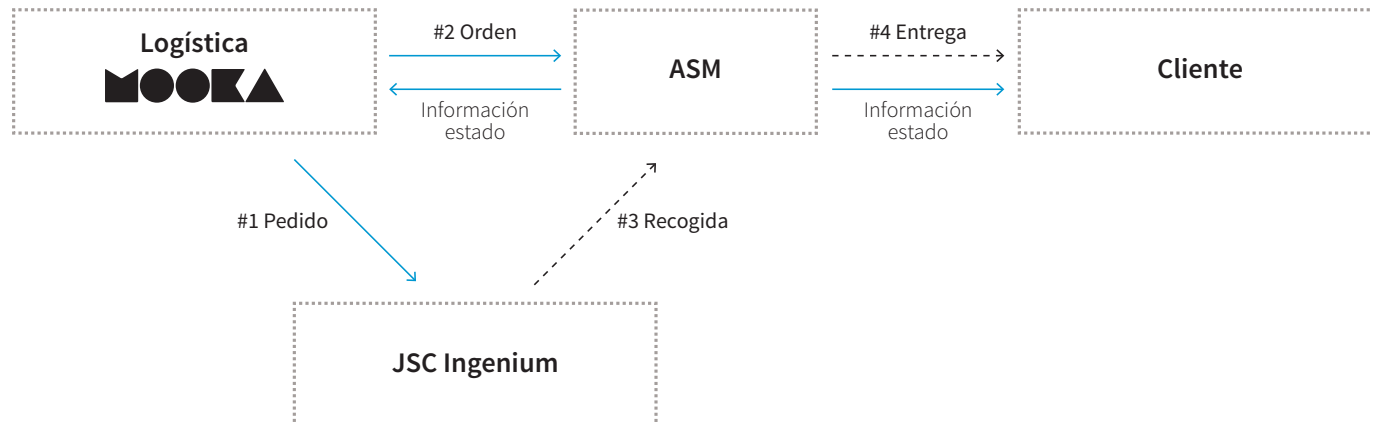 Logística
MOOKA
#2 Orden
Información
estado
ASM
#4 Entrega
Información
estado
Cliente
#1 Pedido
#3 Recogida
JSC Ingenium